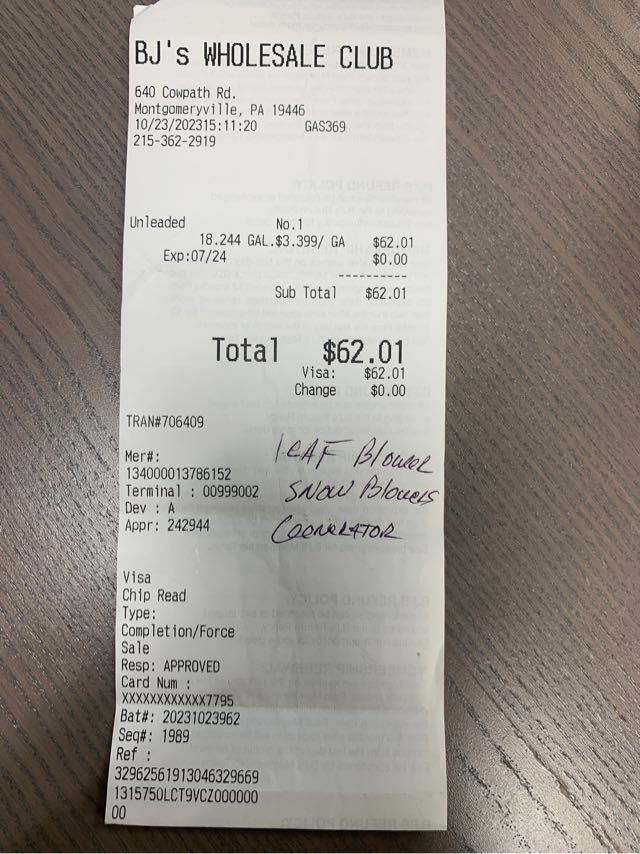 BJ's WHOLESALE CLUB
640 Cowpath Rd.
Montgomeryville, PA 19446
10/23/202315:11:20 GAS369
215-362-2919
Unleaded No.1
18.244 GAL.$3.399/ GA $62.01
Exp:07/24 $0.00
----------
Sub Total $62.01
Total $62.01
Visa: $62.01
Change $0.00
TRAN#706409
Mer#:
134000013786152
Terminal : 00999002
Dev : A
Appr: 242944
LEAF Blower
SNOW Blowers
Visa
Chip Read
Type:
Completion/Force
Sale
Resp: APPROVED
Card Num :
XXXXXXXXXXXX7795
Bat#: 20231023962
Seq#: 1989
Ref :
32962561913046329669
1315750LCT9VCZ000000
00